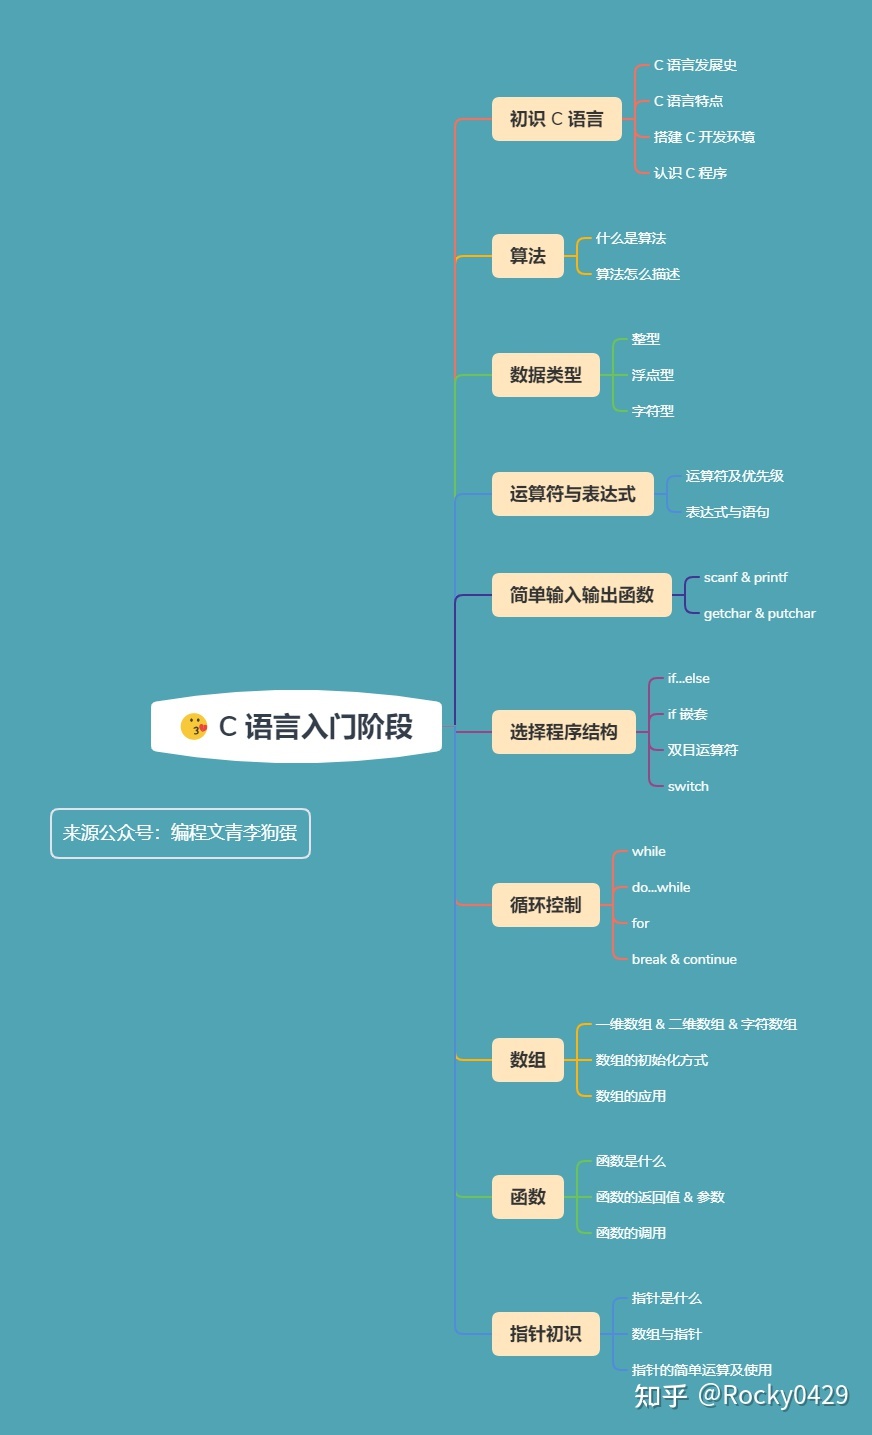 C 语言入门阶段
来源公众号：编程文青李狗蛋
初识 C 语言
C 语言发展史
C 语言特点
搭建 C 开发环境
认识 C 程序
算法
什么是算法
算法怎么描述
数据类型
整型
浮点型
字符型
运算符与表达式
运算符及优先级
表达式与语句
简单输入输出函数
scanf & printf
getchar & putchar
选择程序结构
if...else
if 嵌套
双目运算符
switch
循环控制
while
do...while
for
break & continue
数组
一维数组 & 二维数组 & 字符数组
数组的初始化方式
数组的应用
函数
函数是什么
函数的返回值 & 参数
函数的调用
指针初识
指针是什么
数组与指针
指针的简单运算及使用
知乎 @Rocky0429